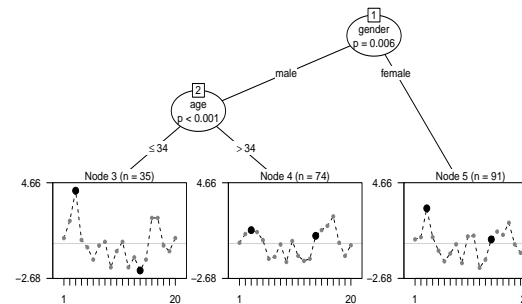 1
gender
p = 0.006
male
female
2
age
p < 0.001
≤ 34
> 34
Node 3 (n = 35)
4.66
−2.68
1
20
Node 4 (n = 74)
4.66
−2.68
1
20
Node 5 (n = 91)
4.66
−2.68
1
2